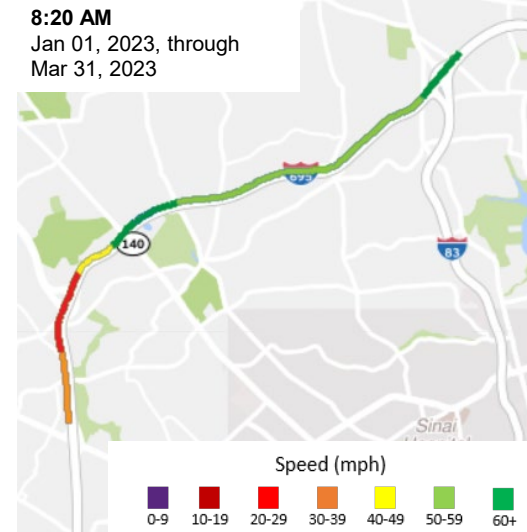 8:20 AM
Jan 01, 2023, through
Mar 31, 2023
695
140
83
Sinai
Hospital
Speed (mph)
0-9 10-19 20-29 30-39 40-49 50-59 60+